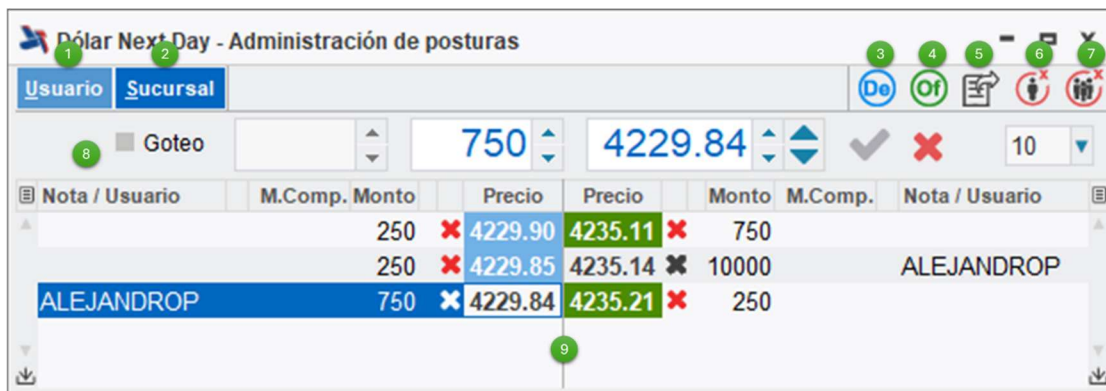 Dólar Next Day - Administración de posturas
1 2 3 4 5 6 7
Usuario Sucursal De Of
8 Goteo 750 4229.84 10
Nota / Usuario M.Comp. Monto Precio Precio Monto M.Comp. Nota / Usuario
250 4229.90 4235.11 750
250 4229.85 4235.14 10000 ALEJANDROP
ALEJANDROP 750 4229.84 4235.21 250
9